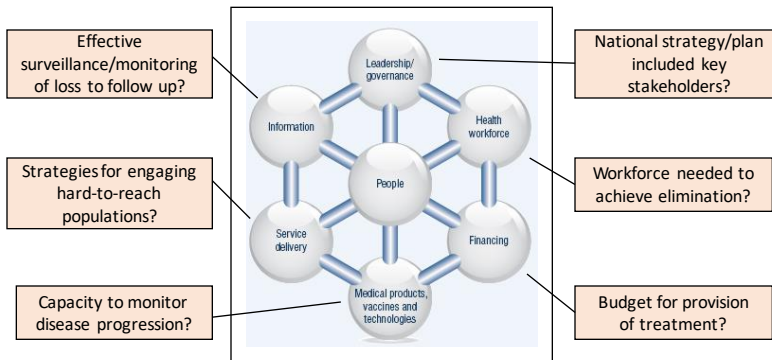 Effective
surveillance/monitoring
of loss to follow up?
Strategies for engaging
hard-to-reach
populations?
Capacity to monitor
disease progression?
Leadership/
governance
Information
Health
workforce
People
Service
delivery
Financing
Medical products,
vaccines and
technologies
National strategy/plan
included key
stakeholders?
Workforce needed to
achieve elimination?
Budget for provision
of treatment?